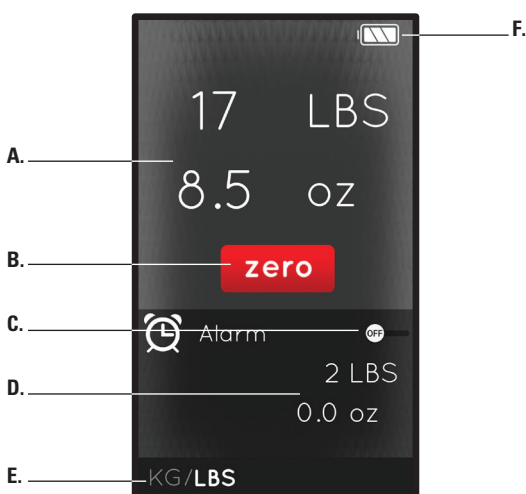 F.
17 LBS
A.
8.5 oz
B.
zero
C.
Alarm OFF
2 LBS
D.
0.0 oz
E.
KG/LBS